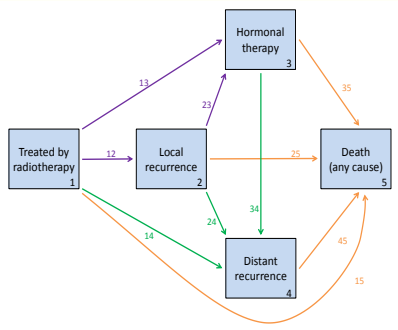 Hormonal
therapy
3
13
35
23
Treated by
radiotherapy
1
12
Local
recurrence
2
25
Death
(any cause)
5
14
24
34
Distant
recurrence
4
45
15